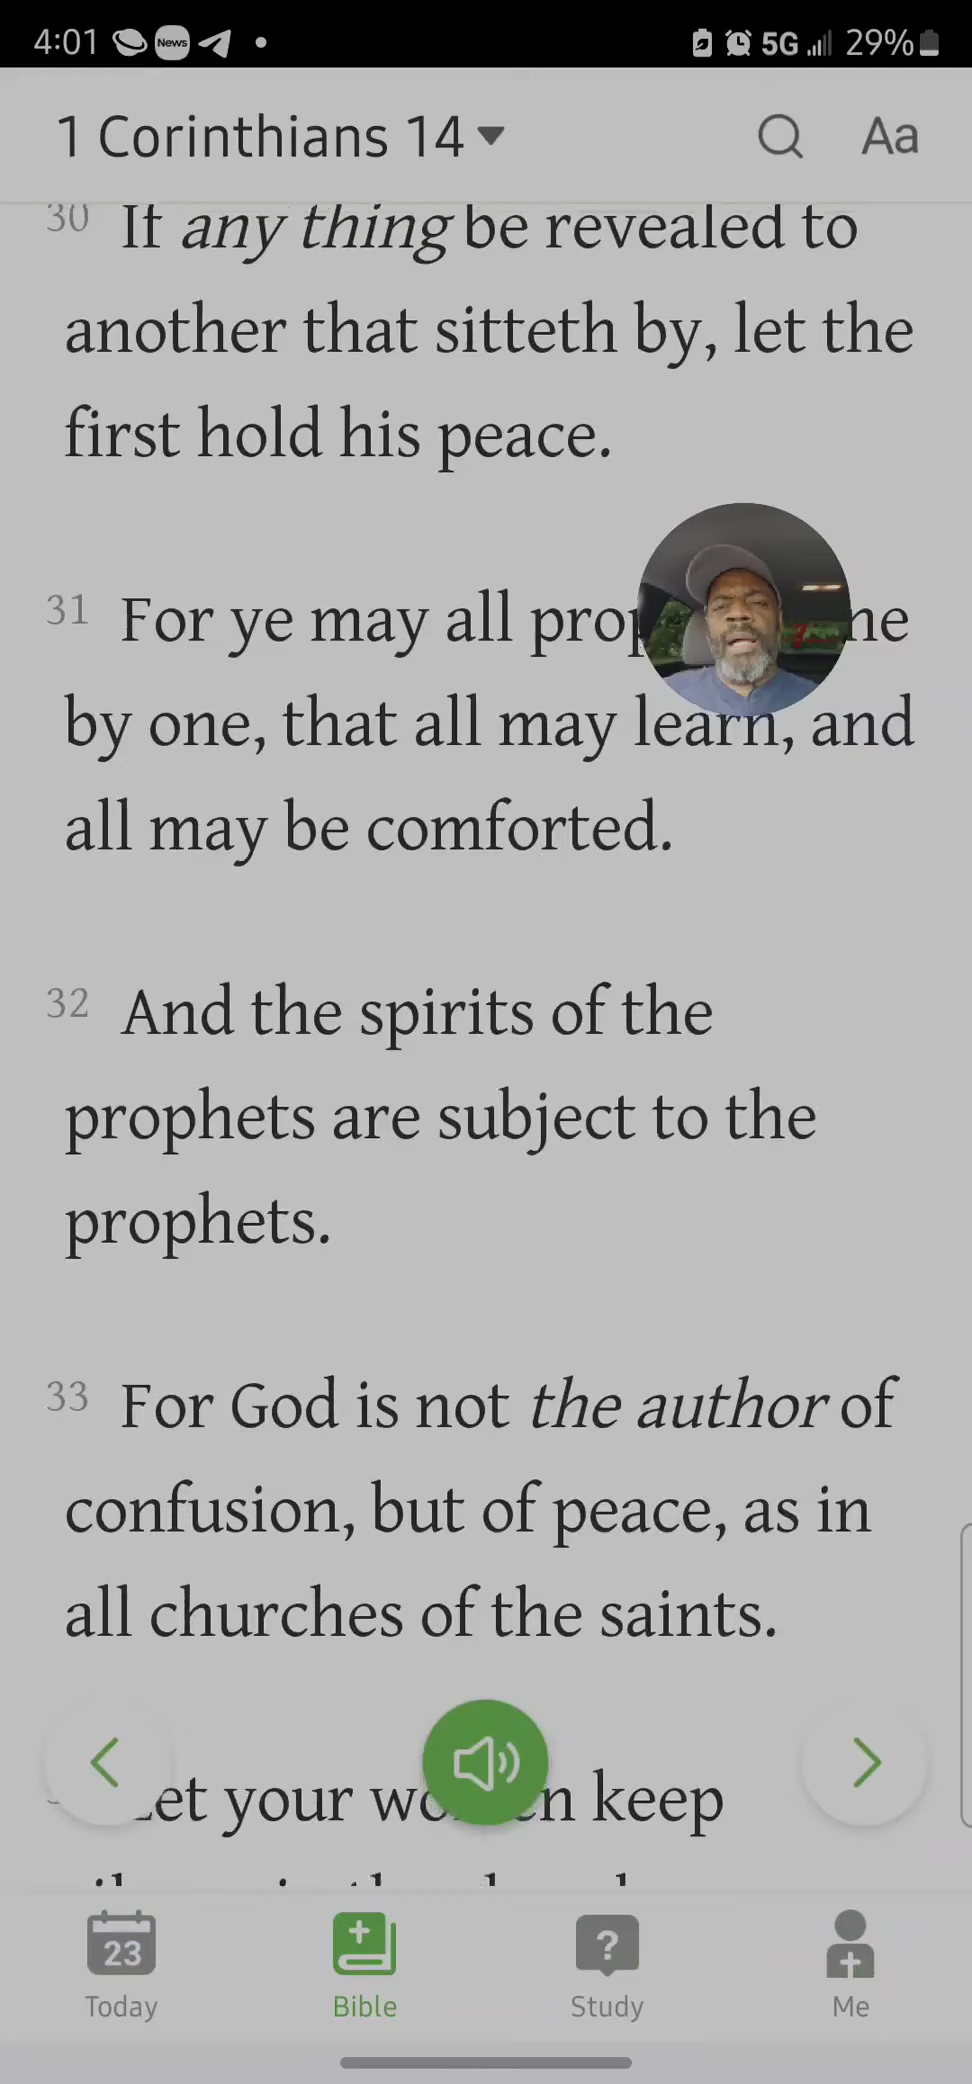 4:01 News 5G 29%
1 Corinthians 14 Aa
30 If any thing be revealed to
another that sitteth by, let the
first hold his peace.
31 For ye may all
by one, that all may learn, and
all may be comforted.
32 And the spirits of the
prophets are subject to the
prophets.
33 For God is not the author of
confusion, but of peace, as in
all churches of the saints.
your keep
23
Today Bible Study Me